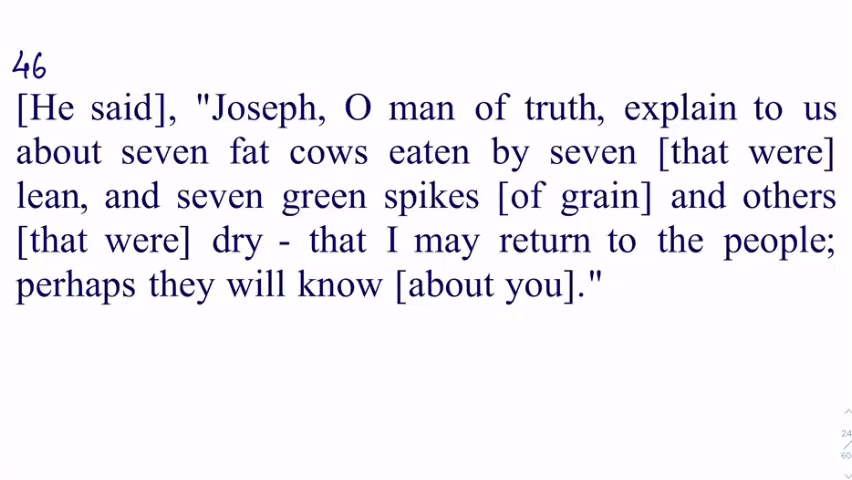 46
[He said], "Joseph, O man of truth, explain to us
about seven fat cows eaten by seven [that were]
lean, and seven green spikes [of grain] and others
[that were] dry - that I may return to the people;
perhaps they will know [about you]."
24
/
60